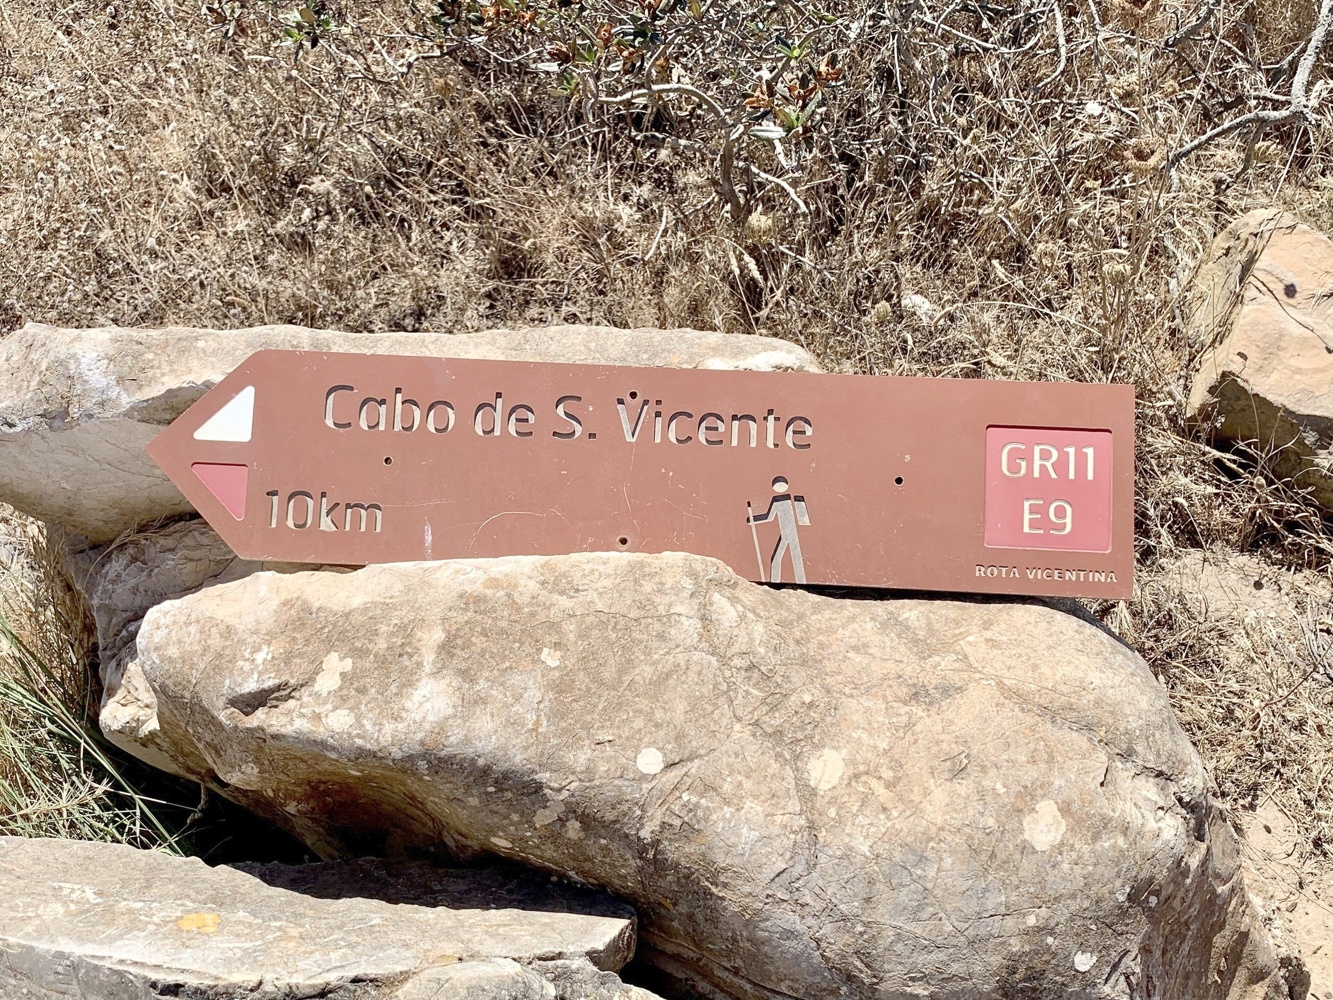 Cabo de S. Vicente
10km
GR11
E9
ROTA VICENTINA